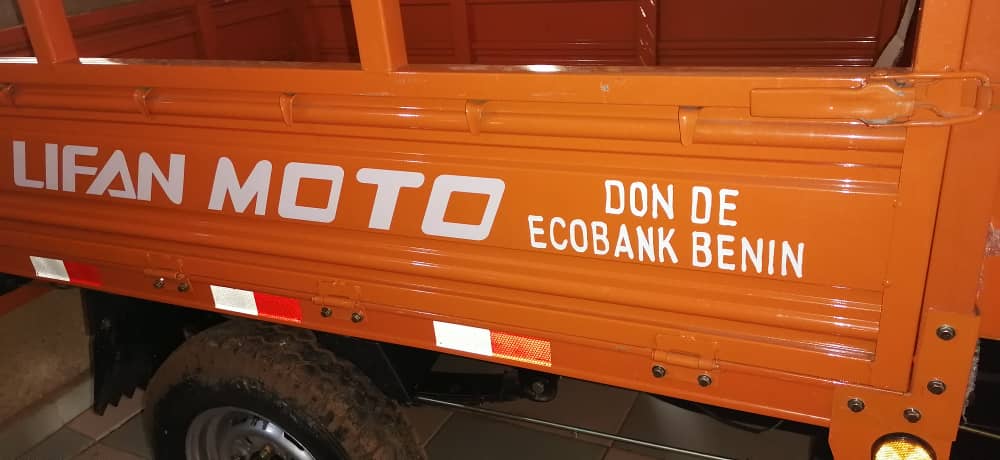 LIFAN MOTO
DON DE
ECOBANK BENIN